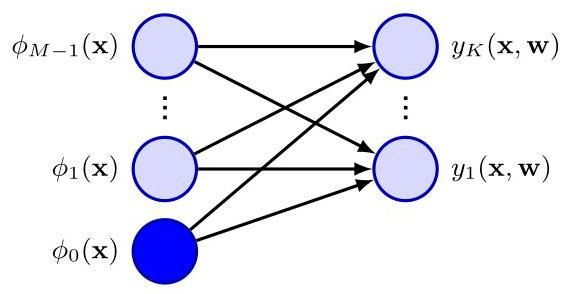 ϕ_{M−1}(𝐱) y_K(𝐱, 𝐰)
⋮ ⋮
ϕ_1(𝐱) y_1(𝐱, 𝐰)
ϕ_0(𝐱)